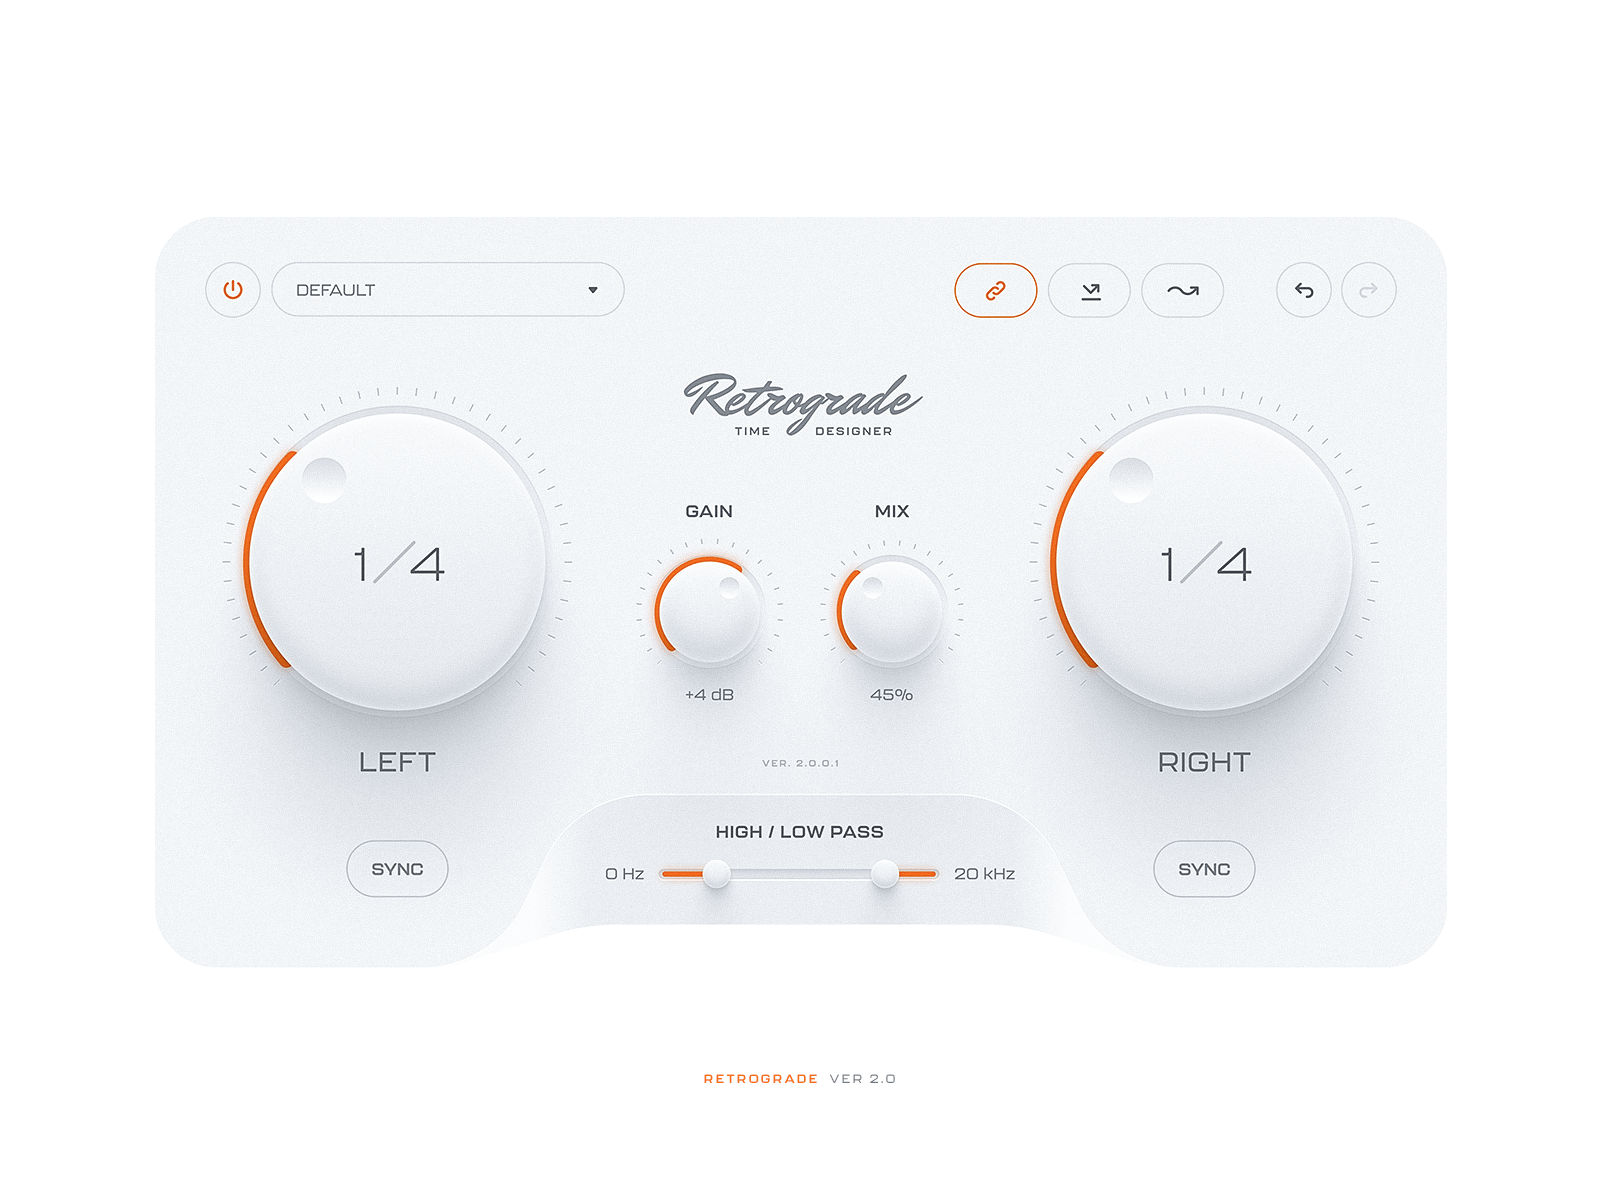 DEFAULT
Retrograde
TIME DESIGNER
GAIN
MIX
1/4
1/4
+4 dB
45%
LEFT
VER. 2.0.0.1
RIGHT
HIGH / LOW PASS
SYNC
0 Hz
20 kHz
SYNC
RETROGRADE VER 2.0